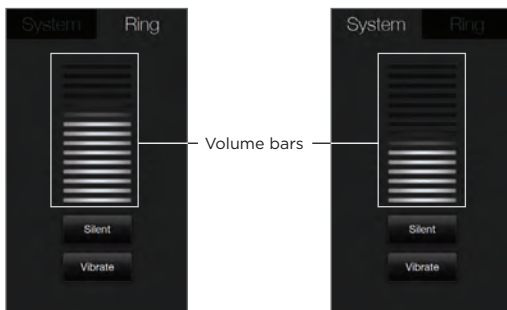 System Ring
System Ring
Volume bars
Silent
Silent
Vibrate
Vibrate